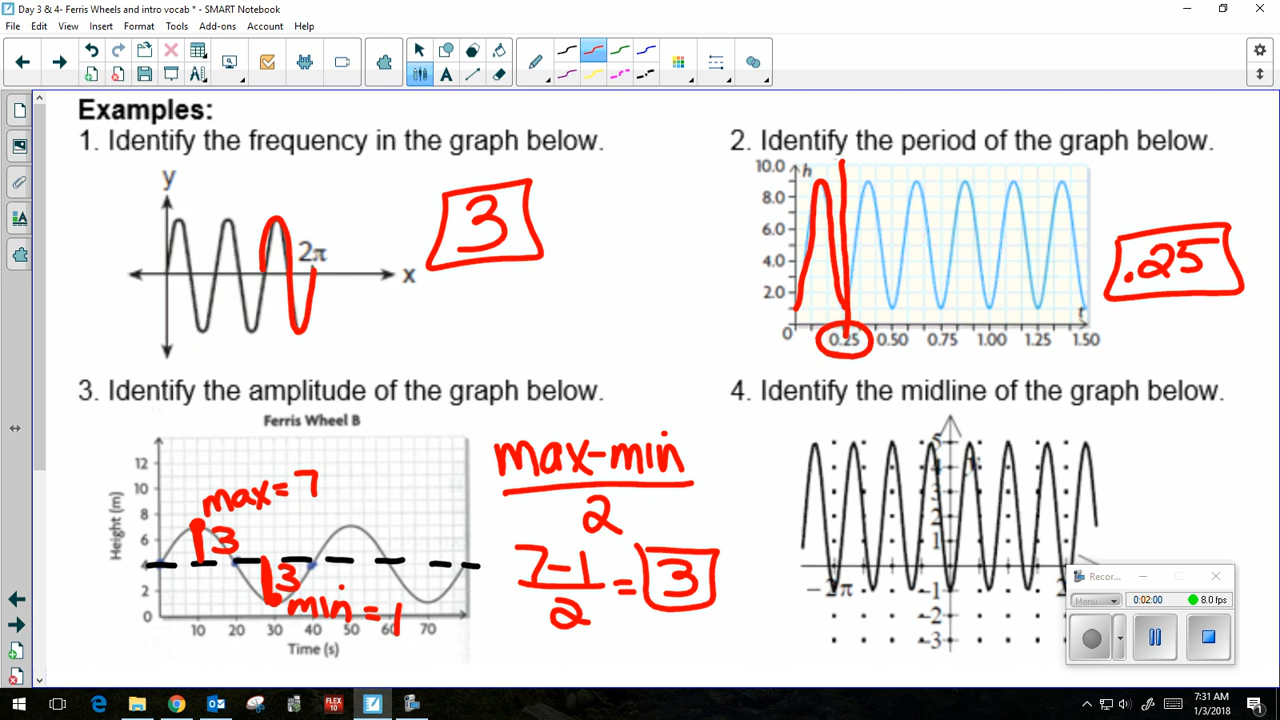 Day 3 & 4- Ferris Wheels and intro vocab * - SMART Notebook
File Edit View Insert Format Tools Add-ons Account Help
Examples:
1. Identify the frequency in the graph below.
y
2π
x
3
2. Identify the period of the graph below.
10.0 h
8.0
6.0
4.0
2.0
0 0.25 0.50 0.75 1.00 1.25 1.50
t
.25
3. Identify the amplitude of the graph below.
Ferris Wheel B
Height (m)
12
10
8
6
4
2
0
10 20 30 40 50 60 70
Time (s)
max = 7
3
3
min = 1
max-min
2
7-1 = 3
2
4. Identify the midline of the graph below.
5
4
3
2
1
-1
-2
-3
-2π
2
Recor...
Menu
0:02:00
8.0 fps
FLEX
10
7:31 AM
1/3/2018
1